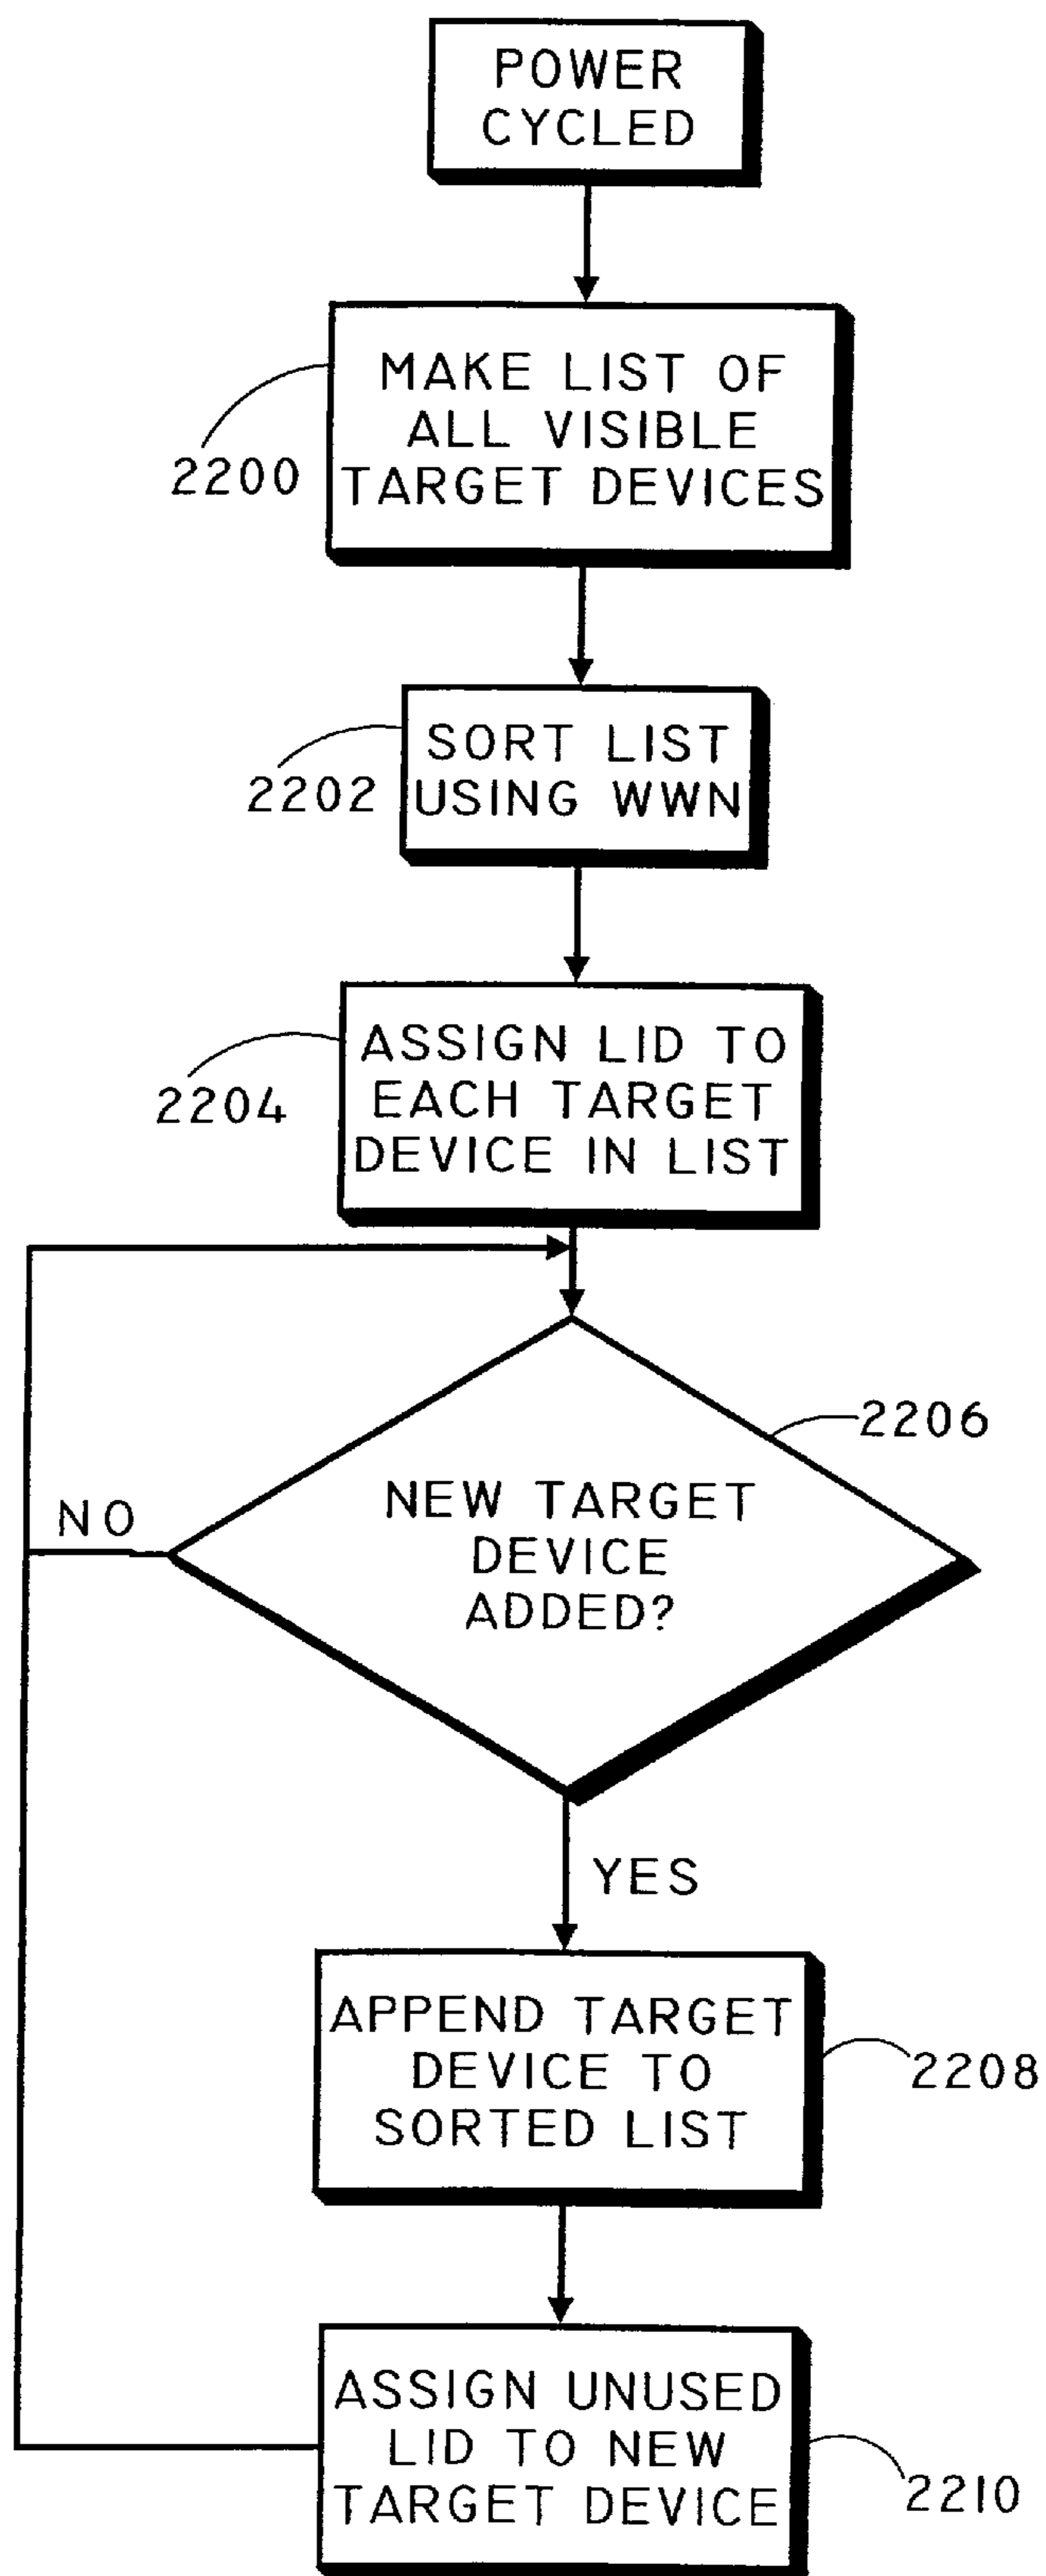 POWER
CYCLED
MAKE LIST OF
ALL VISIBLE
TARGET DEVICES
2200
SORT LIST
USING WWN
2202
ASSIGN LID TO
EACH TARGET
DEVICE IN LIST
2204
2206
NEW TARGET
DEVICE
ADDED?
NO
YES
APPEND TARGET
DEVICE TO
SORTED LIST
2208
ASSIGN UNUSED
LID TO NEW
TARGET DEVICE
2210